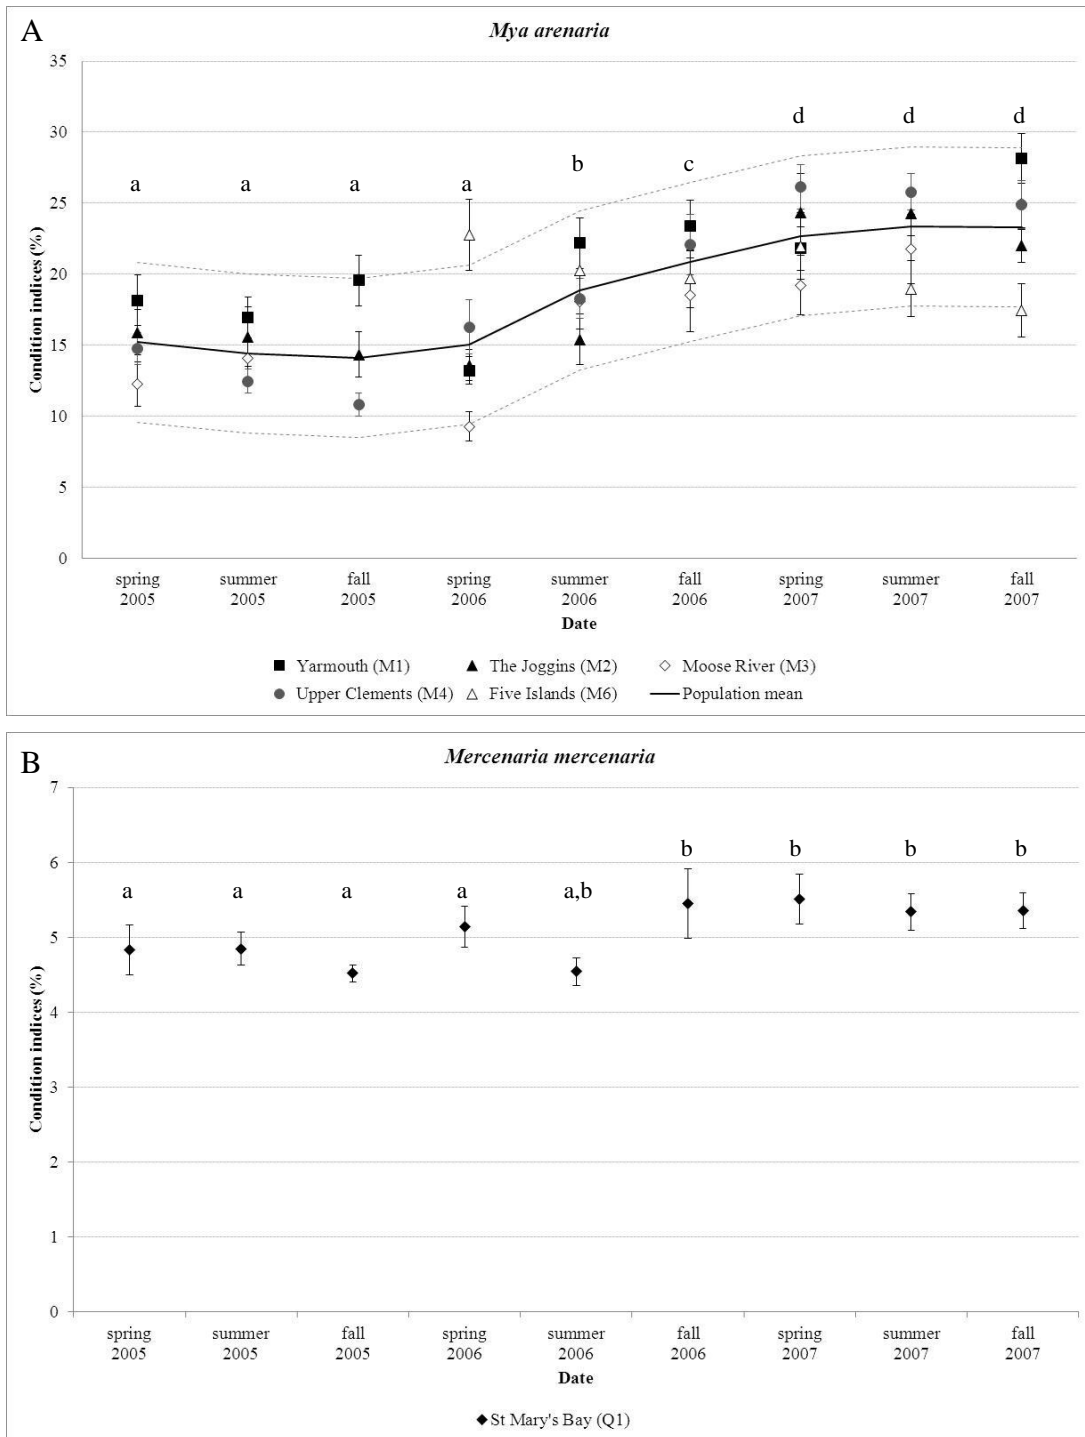 A
Mya arenaria
35
30
25
20
15
10
5
0
Condition indices (%)
a a a a b c d d d
spring summer fall spring summer fall spring summer fall
2005 2005 2005 2006 2006 2006 2007 2007 2007
Date
Yarmouth (M1) The Joggins (M2) Moose River (M3)
Upper Clements (M4) Five Islands (M6) Population mean
B
Mercenaria mercenaria
7
6
5
4
3
2
1
0
Condition indices (%)
a a a a a,b b b b b
spring summer fall spring summer fall spring summer fall
2005 2005 2005 2006 2006 2006 2007 2007 2007
Date
St Mary's Bay (Q1)